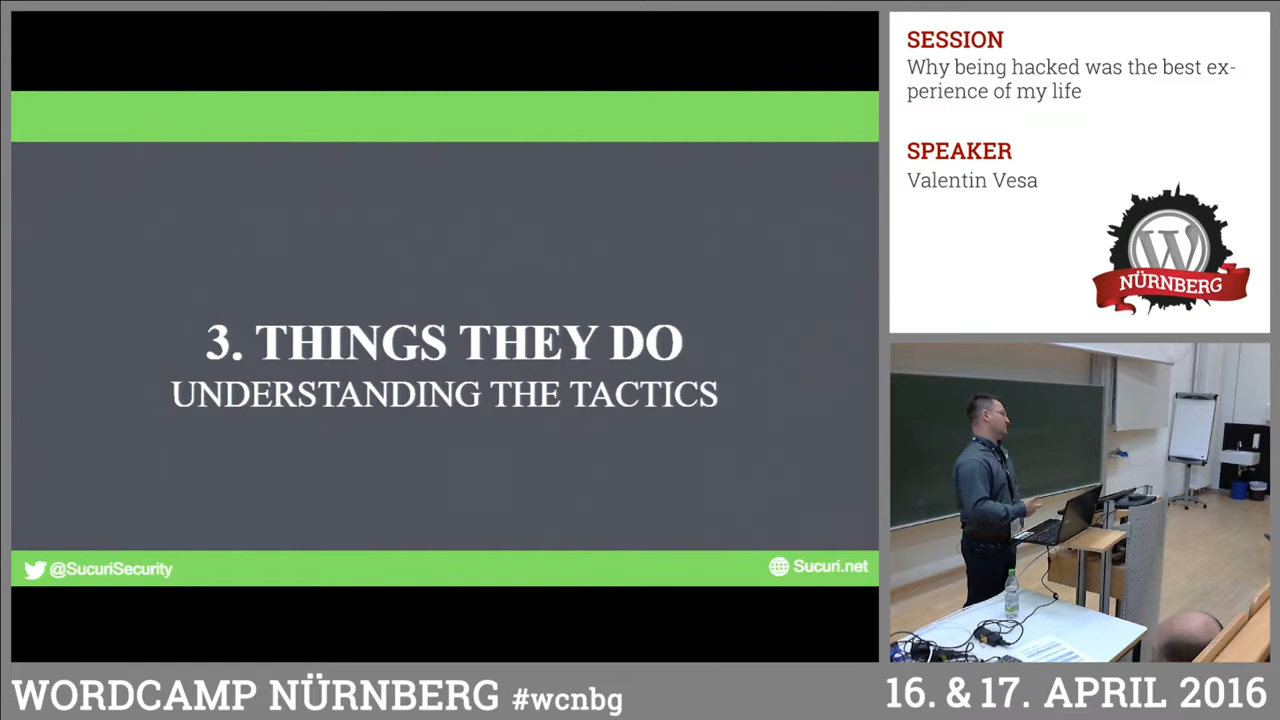 3. THINGS THEY DO
UNDERSTANDING THE TACTICS
@SucuriSecurity
Sucuri.net
SESSION
Why being hacked was the best ex-
perience of my life
SPEAKER
Valentin Vesa
W
NÜRNBERG
WORDCAMP NÜRNBERG #wcnbg
16. & 17. APRIL 2016